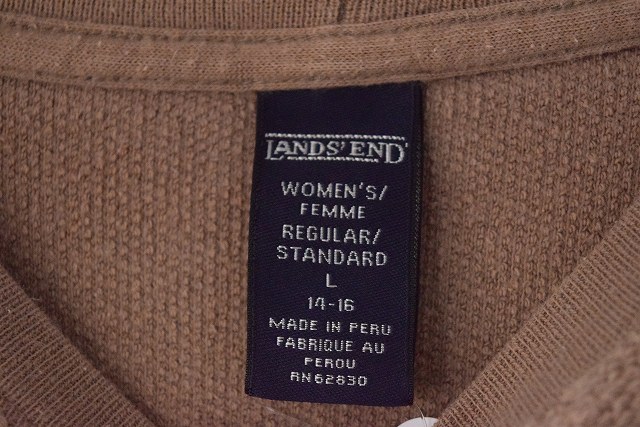 LANDS' END
WOMEN'S/
FEMME
REGULAR/
STANDARD
L
14-16
MADE IN PERU
FABRIQUE AU
PEROU
RN62830